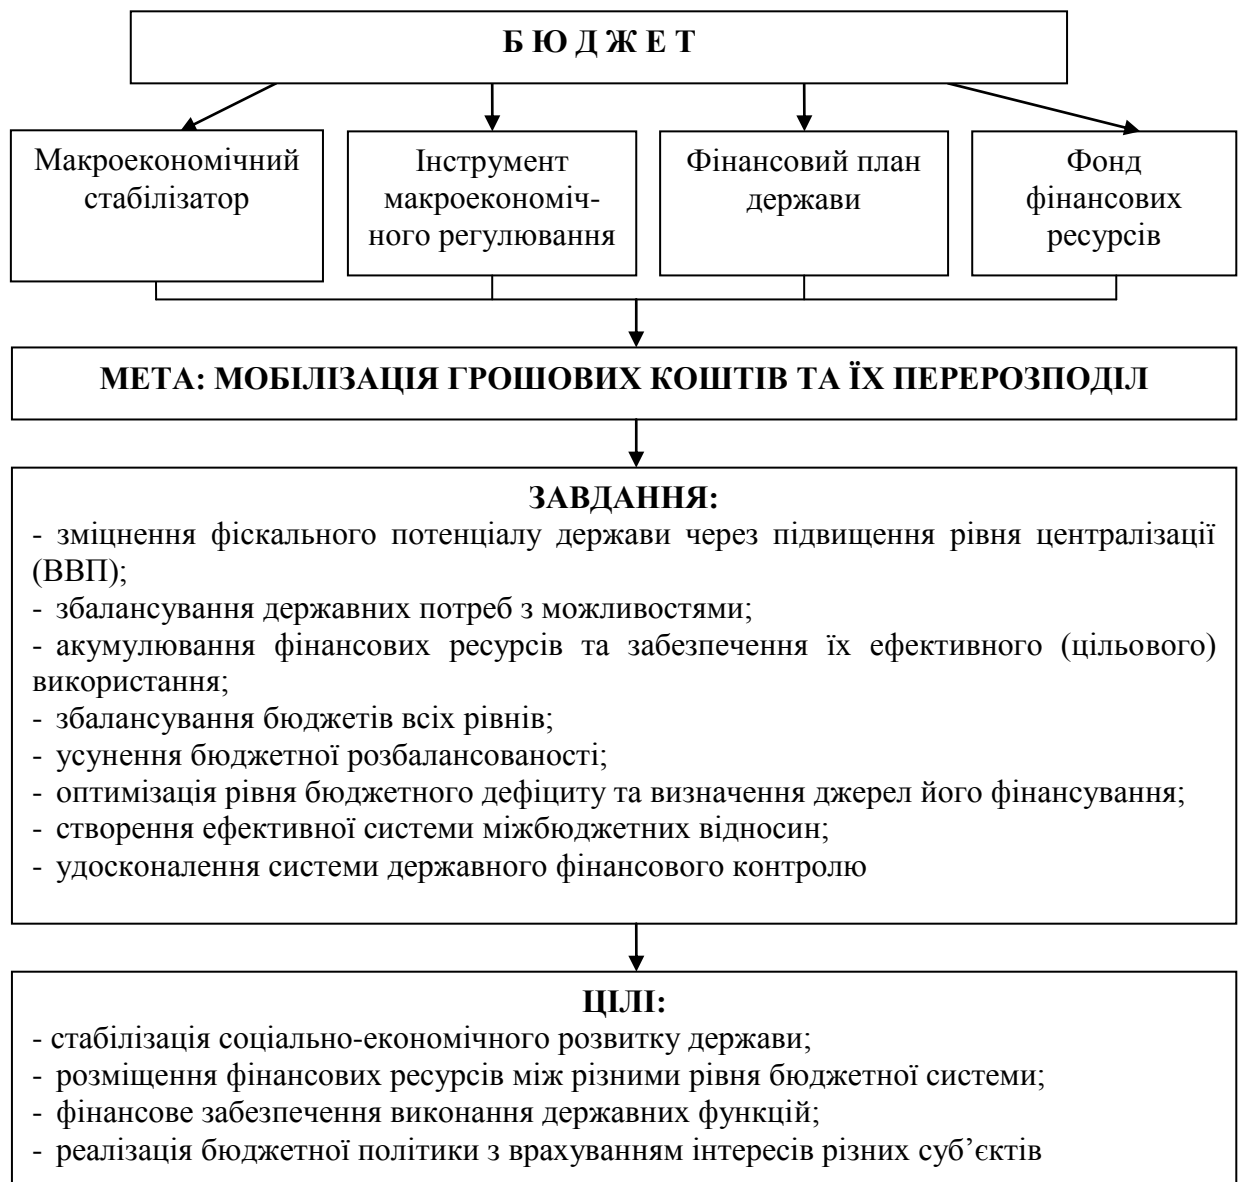 Б Ю Д Ж Е Т
Макроекономічний
стабілізатор
Інструмент
макроекономіч-
ного регулювання
Фінансовий план
держави
Фонд
фінансових
ресурсів
МЕТА: МОБІЛІЗАЦІЯ ГРОШОВИХ КОШТІВ ТА ЇХ ПЕРЕРОЗПОДІЛ
ЗАВДАННЯ:
- зміцнення фіскального потенціалу держави через підвищення рівня централізації
(ВВП);
- збалансування державних потреб з можливостями;
- акумулювання фінансових ресурсів та забезпечення їх ефективного (цільового)
використання;
- збалансування бюджетів всіх рівнів;
- усунення бюджетної розбалансованості;
- оптимізація рівня бюджетного дефіциту та визначення джерел його фінансування;
- створення ефективної системи міжбюджетних відносин;
- удосконалення системи державного фінансового контролю
ЦІЛІ:
- стабілізація соціально-економічного розвитку держави;
- розміщення фінансових ресурсів між різними рівня бюджетної системи;
- фінансове забезпечення виконання державних функцій;
- реалізація бюджетної політики з врахуванням інтересів різних суб’єктів